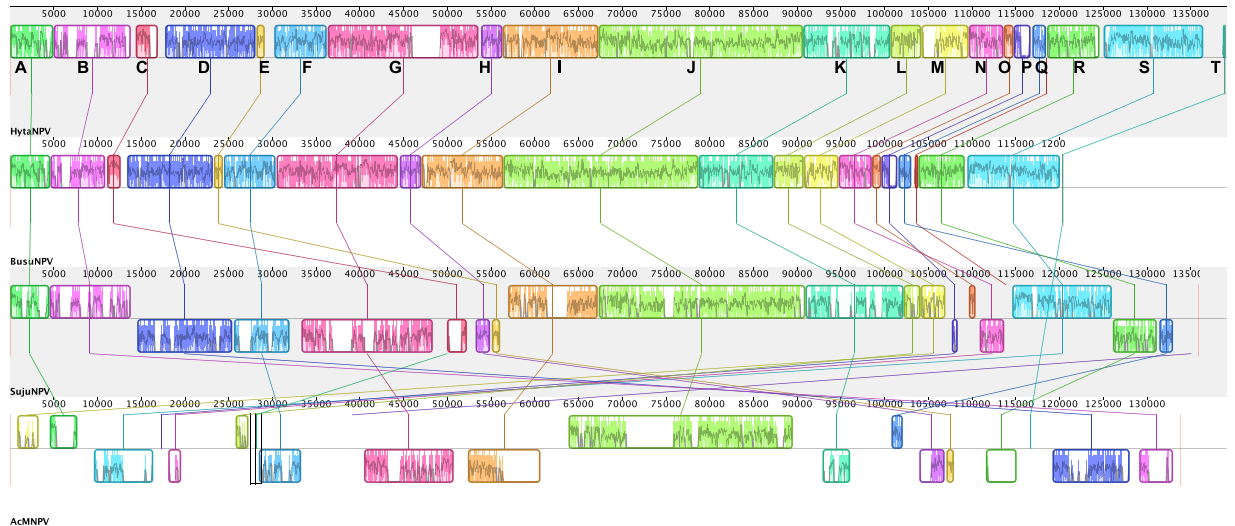 5000 10000 15000 20000 25000 30000 35000 40000 45000 50000 55000 60000 65000 70000 75000 80000 85000 90000 95000 100000 105000 110000 115000 120000 125000 130000 135000
A B C D E F G H I J K L M N O P Q R S T
HytaNPV
5000 10000 15000 20000 25000 30000 35000 40000 45000 50000 55000 60000 65000 70000 75000 80000 85000 90000 95000 100000 105000 110000 115000 1200
BusuNPV
5000 10000 15000 20000 25000 30000 35000 40000 45000 50000 55000 60000 65000 70000 75000 80000 85000 90000 95000 100000 105000 110000 115000 120000 125000 130000
SujuNPV
5000 10000 15000 20000 25000 30000 35000 40000 45000 50000 55000 60000 65000 70000 75000 80000 85000 90000 95000 100000 105000 110000 115000 120000 125000 130000
AcMNPV